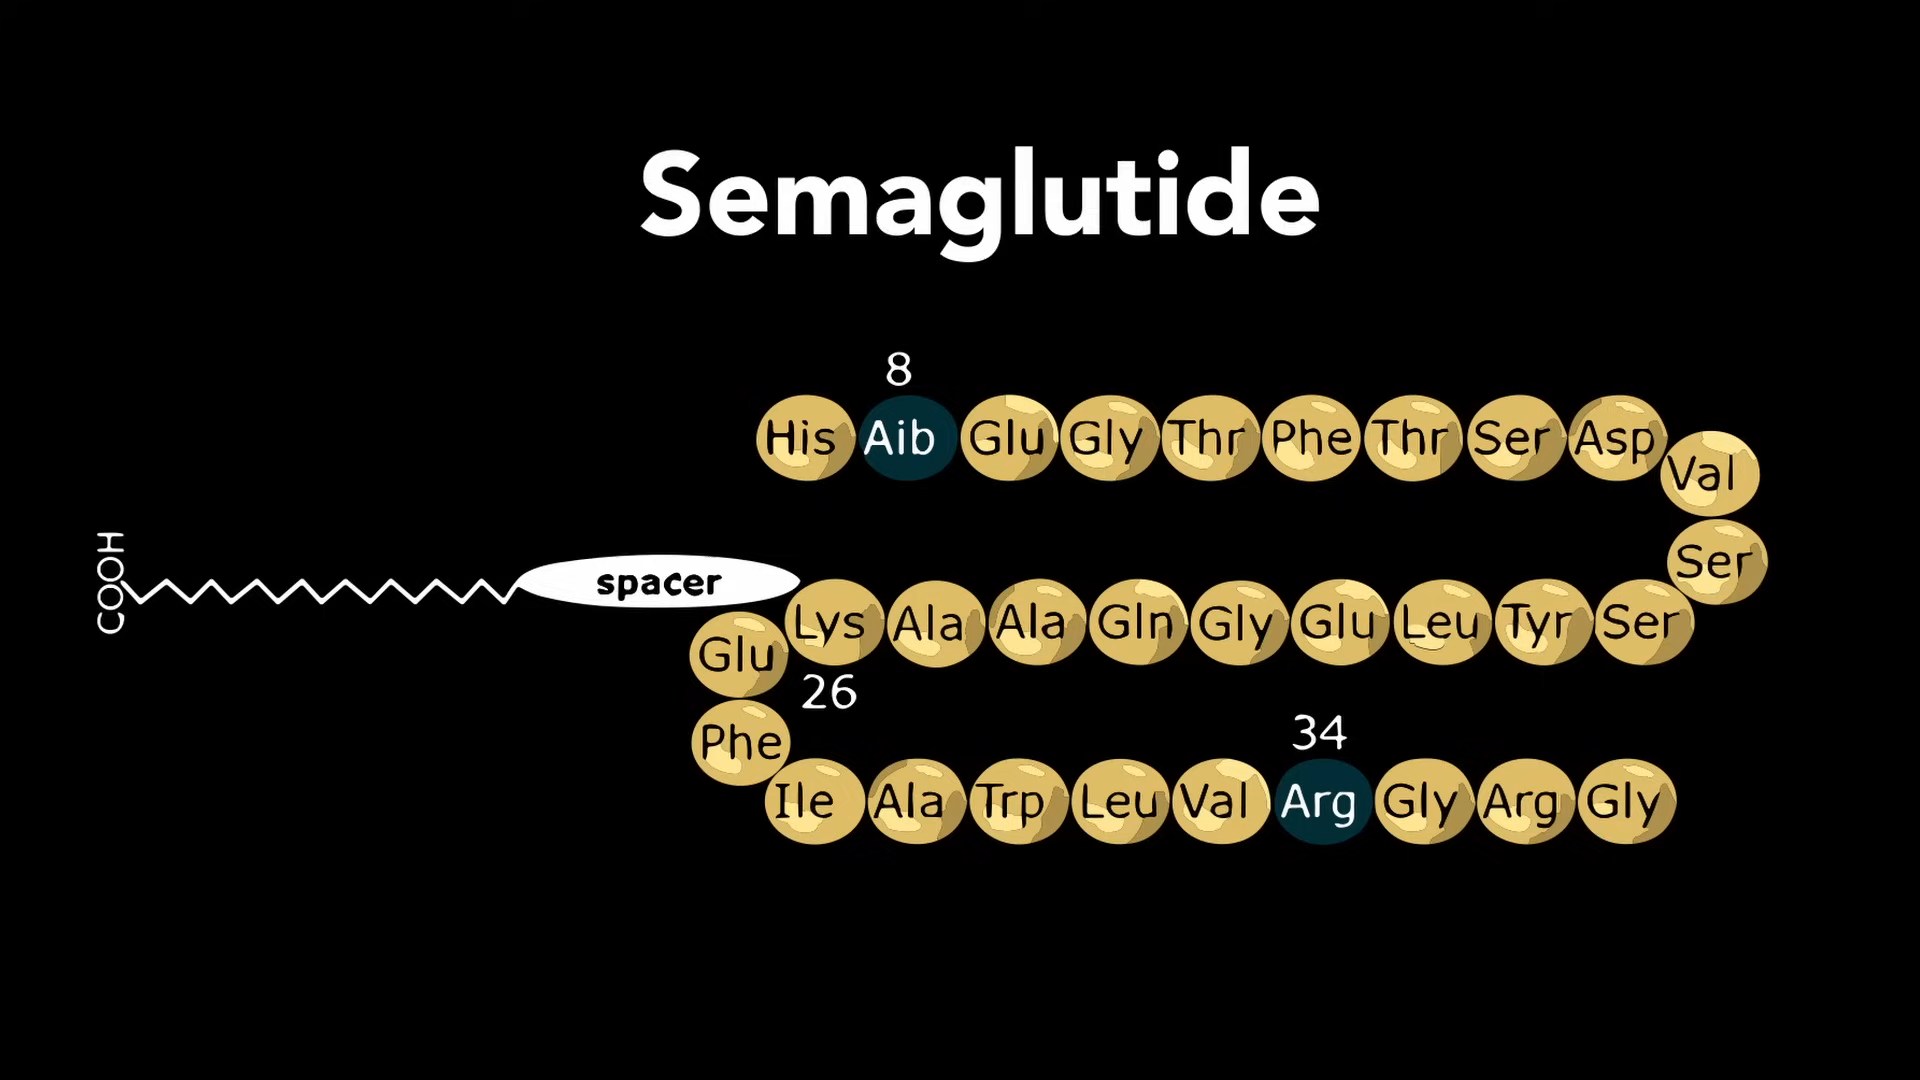 Semaglutide
8
His Aib Glu Gly Thr Phe Thr Ser Asp
Val
Ser
COOH spacer
Lys Ala Ala Gln Gly Glu Leu Tyr Ser
Glu
26
Phe
34
Ile Ala Trp Leu Val Arg Gly Arg Gly